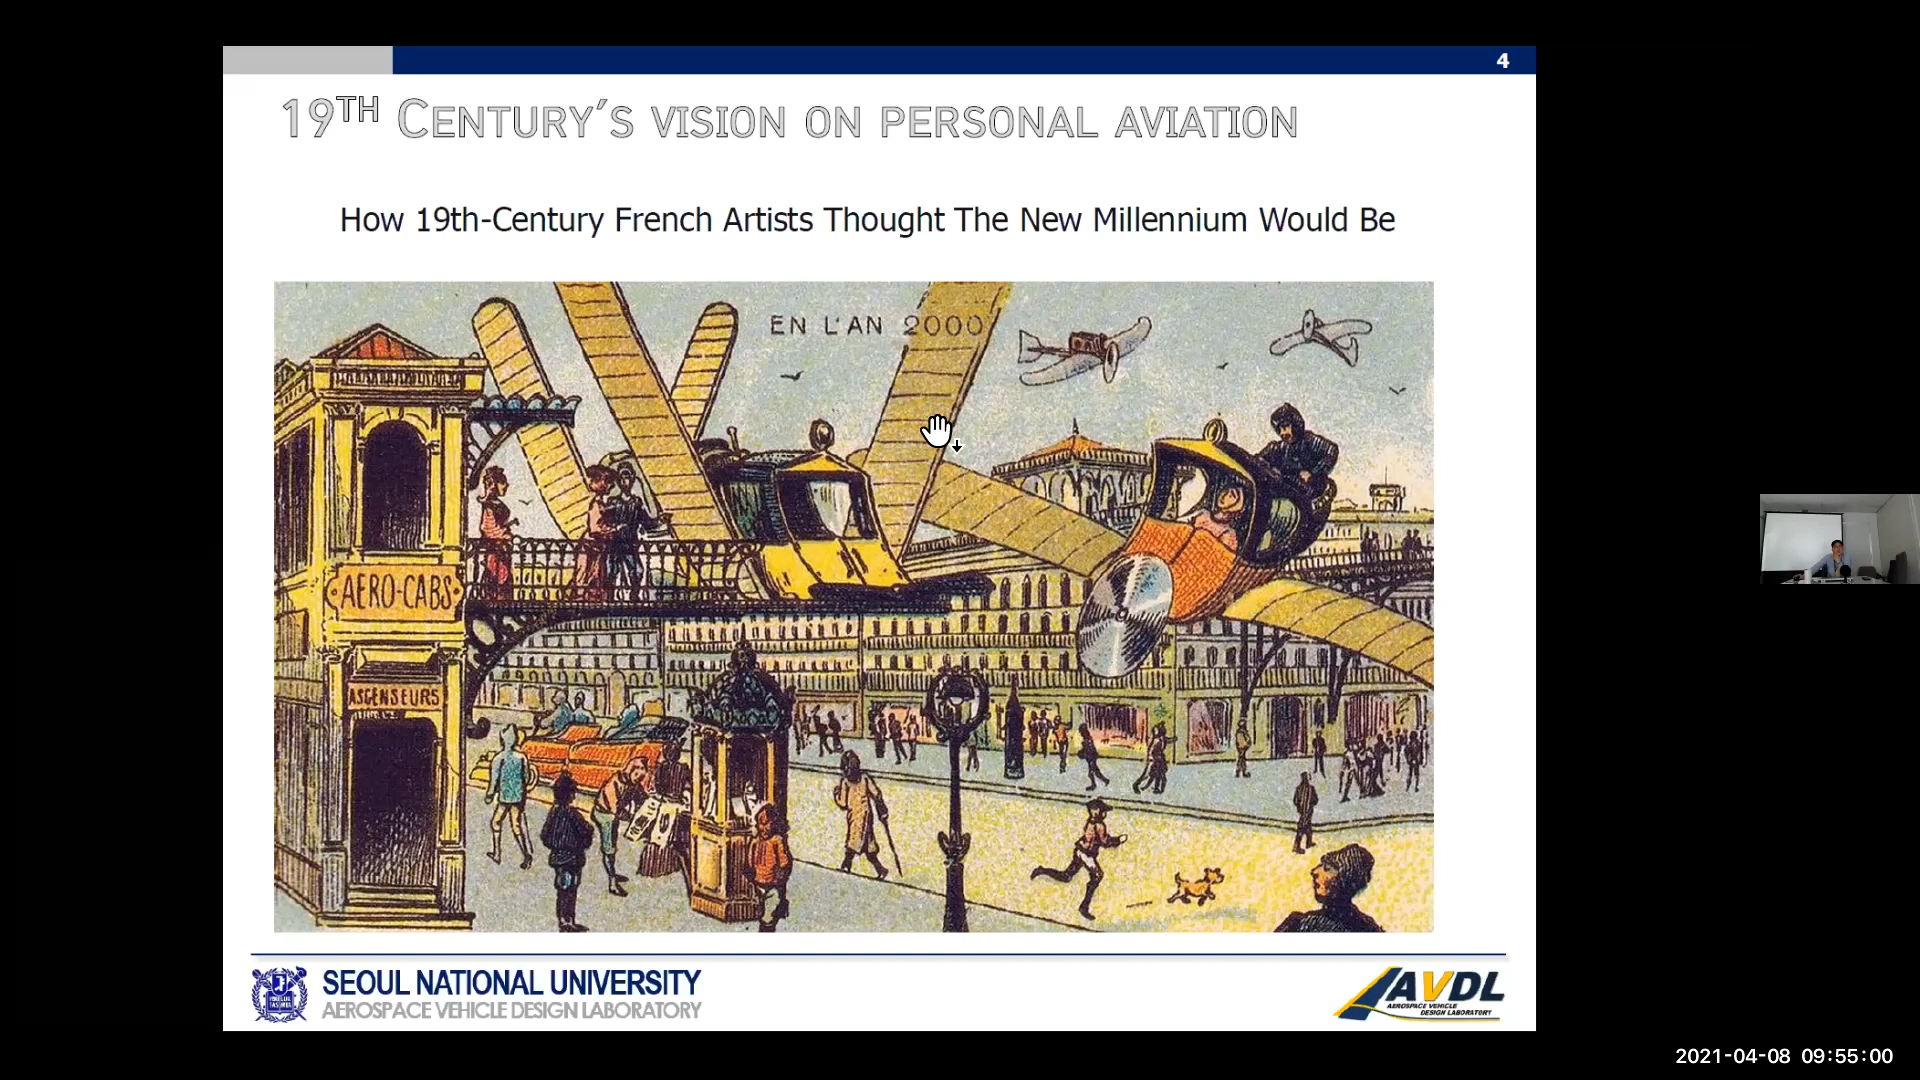 4
19TH CENTURY'S VISION ON PERSONAL AVIATION
How 19th-Century French Artists Thought The New Millennium Would Be
EN L'AN 2000
AERO-CABS
ASCENSEURS
SEOUL NATIONAL UNIVERSITY
AEROSPACE VEHICLE DESIGN LABORATORY
AVDL
AEROSPACE VEHICLE
DESIGN LABORATORY
2021-04-08 09:55:00